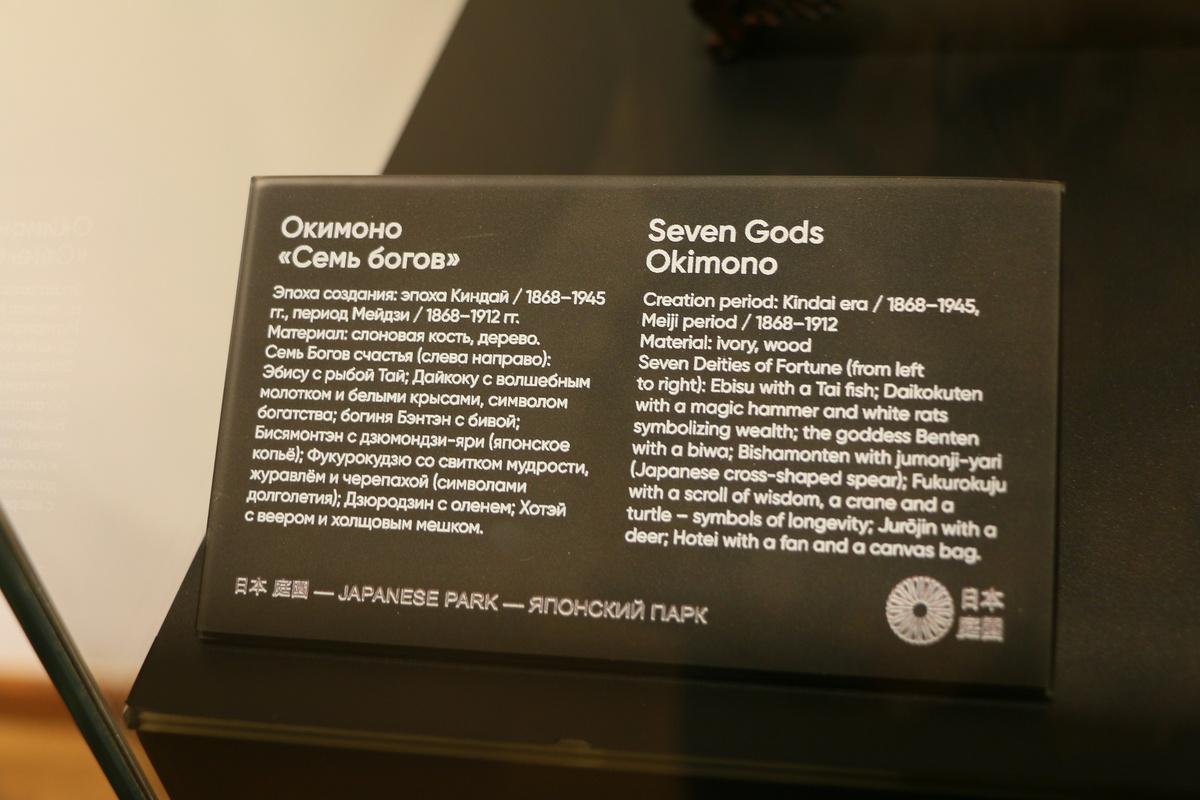 Окимоно
«Семь богов»
Эпоха создания: эпоха Киндай / 1868–1945
гг., период Мейдзи / 1868–1912 гг.
Материал: слоновая кость, дерево.
Семь Богов счастья (слева направо):
Эбису с рыбой Тай; Дайкоку с волшебным
молотком и белыми крысами, символом
богатства; богиня Бэнтэн с бивой;
Бисямонтэн с дзюмондзи-яри (японское
копьё); Фукурокудзю со свитком мудрости,
журавлём и черепахой (символами
долголетия); Дзюродзин с оленем; Хотэй
с веером и холщовым мешком.
Seven Gods
Okimono
Creation period: Kindai era / 1868–1945,
Meiji period / 1868–1912
Material: ivory, wood
Seven Deities of Fortune (from left
to right): Ebisu with a Tai fish; Daikokuten
with a magic hammer and white rats
symbolizing wealth; the goddess Benten
with a biwa; Bishamonten with jumonji-yari
(Japanese cross-shaped spear); Fukurokuju
with a scroll of wisdom, a crane and a
turtle – symbols of longevity; Jurōjin with a
deer; Hotei with a fan and a canvas bag.
日本 庭園 — JAPANESE PARK — ЯПОНСКИЙ ПАРК
日本
庭園